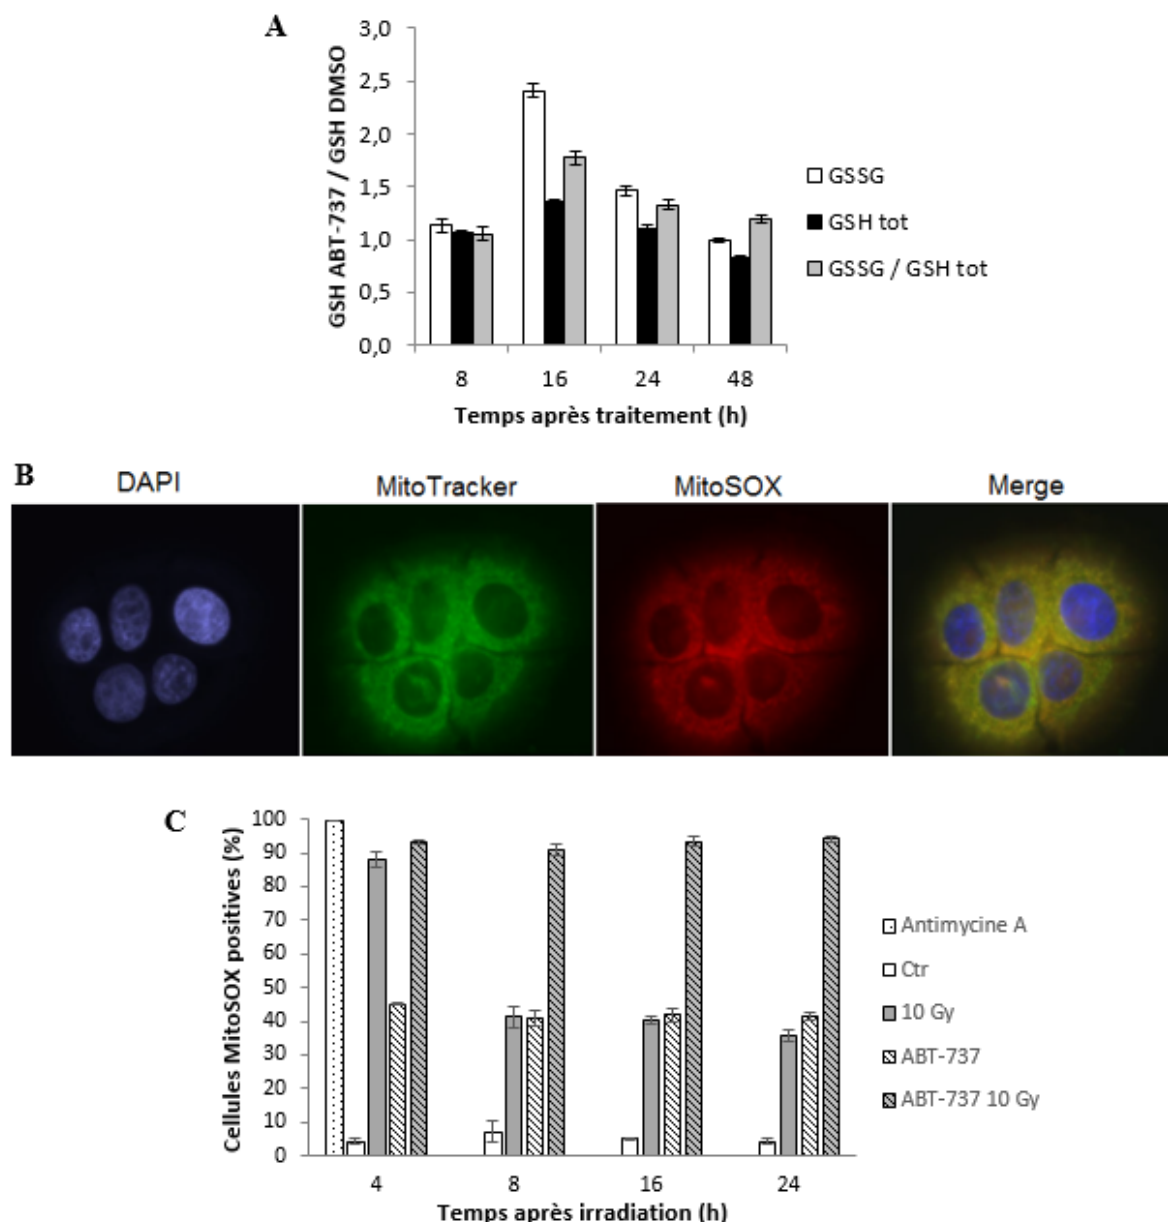 A
3,0
2,5
2,0
1,5
1,0
0,5
0,0
GSH ABT-737 / GSH DMSO
8 16 24 48
Temps après traitement (h)
GSSG
GSH tot
GSSG / GSH tot
B
DAPI MitoTracker MitoSOX Merge
C
100
90
80
70
60
50
40
30
20
10
0
Cellules MitoSOX positives (%)
4 8 16 24
Temps après irradiation (h)
Antimycine A
Ctr
10 Gy
ABT-737
ABT-737 10 Gy